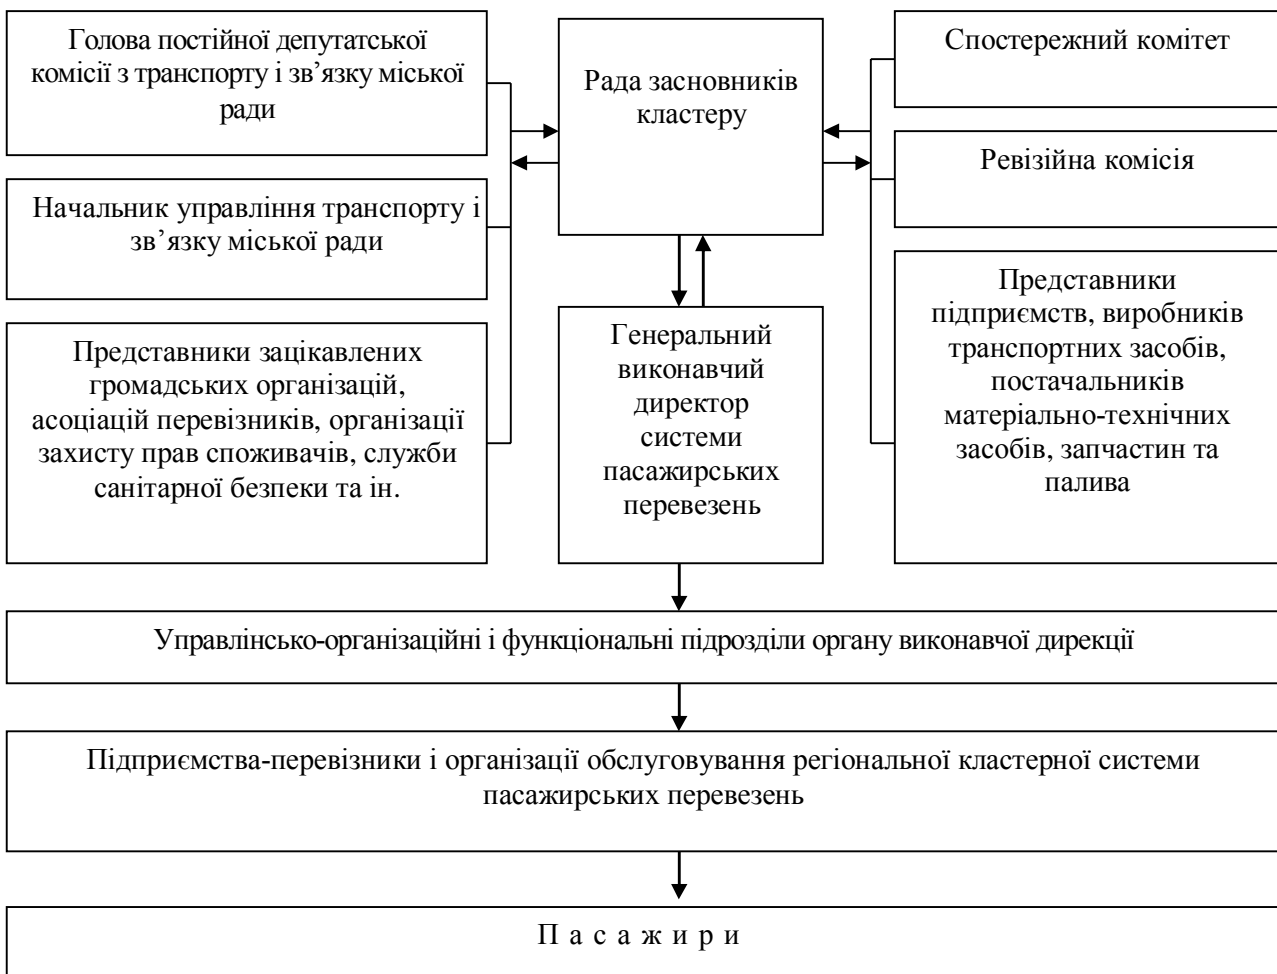 Голова постійної депутатської
комісії з транспорту і зв’язку міської
ради
Начальник управління транспорту і
зв’язку міської ради
Представники зацікавлених
громадських організацій,
асоціацій перевізників, організації
захисту прав споживачів, служби
санітарної безпеки та ін.
Рада засновників
кластеру
Генеральний
виконавчий
директор
системи
пасажирських
перевезень
Спостережний комітет
Ревізійна комісія
Представники
підприємств, виробників
транспортних засобів,
постачальників
матеріально-технічних
засобів, запчастин та
палива
Управлінсько-організаційні і функціональні підрозділи органу виконавчої дирекції
Підприємства-перевізники і організації обслуговування регіональної кластерної системи
пасажирських перевезень
П а с а ж и р и